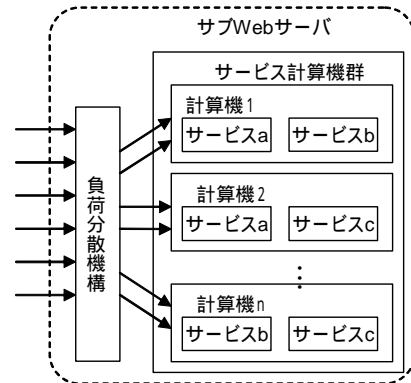 サブWebサーバ
サービス計算機群
負荷分散機構
計算機1
サービスa サービスb
計算機2
サービスa サービスc
⋮
計算機n
サービスb サービスc